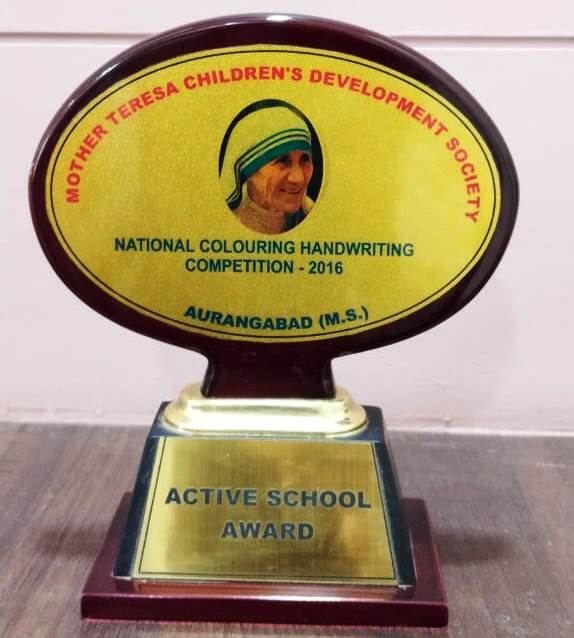 MOTHER TERESA CHILDREN'S DEVELOPMENT SOCIETY
NATIONAL COLOURING HANDWRITING
COMPETITION - 2016
AURANGABAD (M.S.)
ACTIVE SCHOOL
AWARD